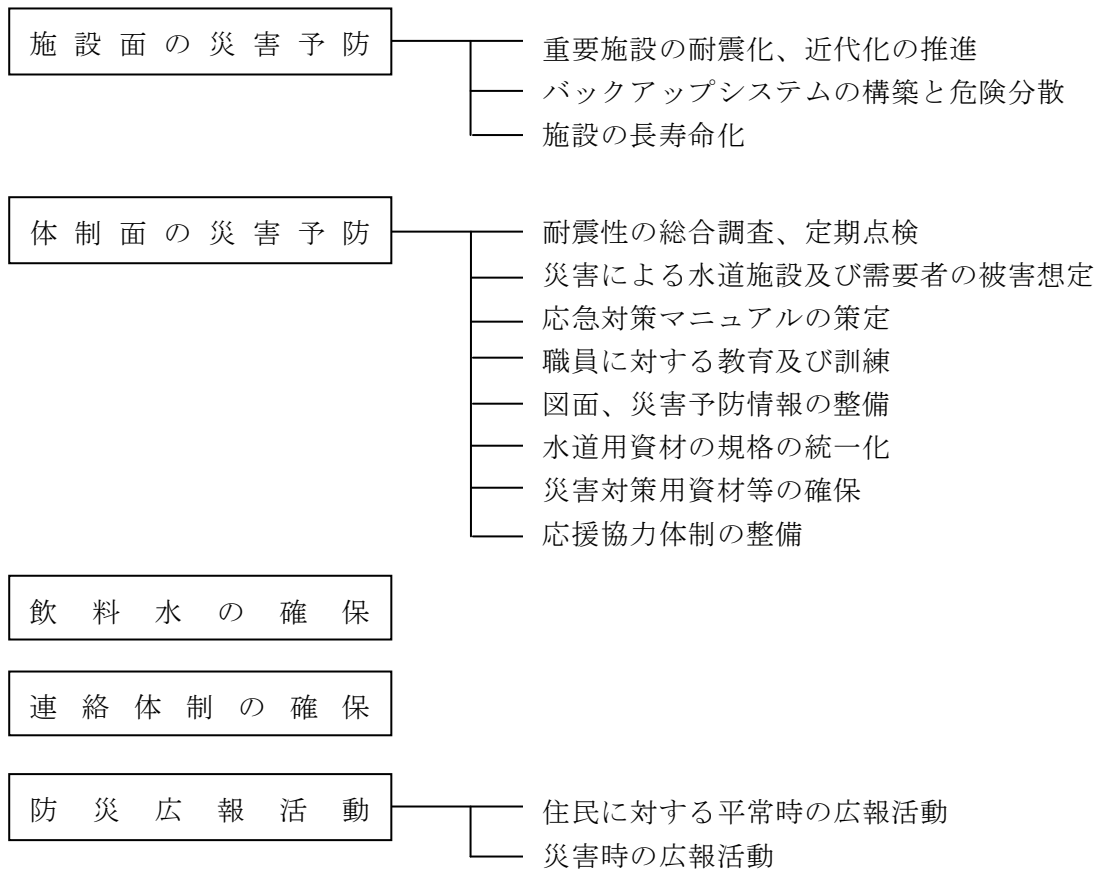 施設面の災害予防
重要施設の耐震化、近代化の推進
バックアップシステムの構築と危険分散
施設の長寿命化
体制面の災害予防
耐震性の総合調査、定期点検
災害による水道施設及び需要者の被害想定
応急対策マニュアルの策定
職員に対する教育及び訓練
図面、災害予防情報の整備
水道用資材の規格の統一化
災害対策用資材等の確保
応援協力体制の整備
飲料水の確保
連絡体制の確保
防災広報活動
住民に対する平常時の広報活動
災害時の広報活動